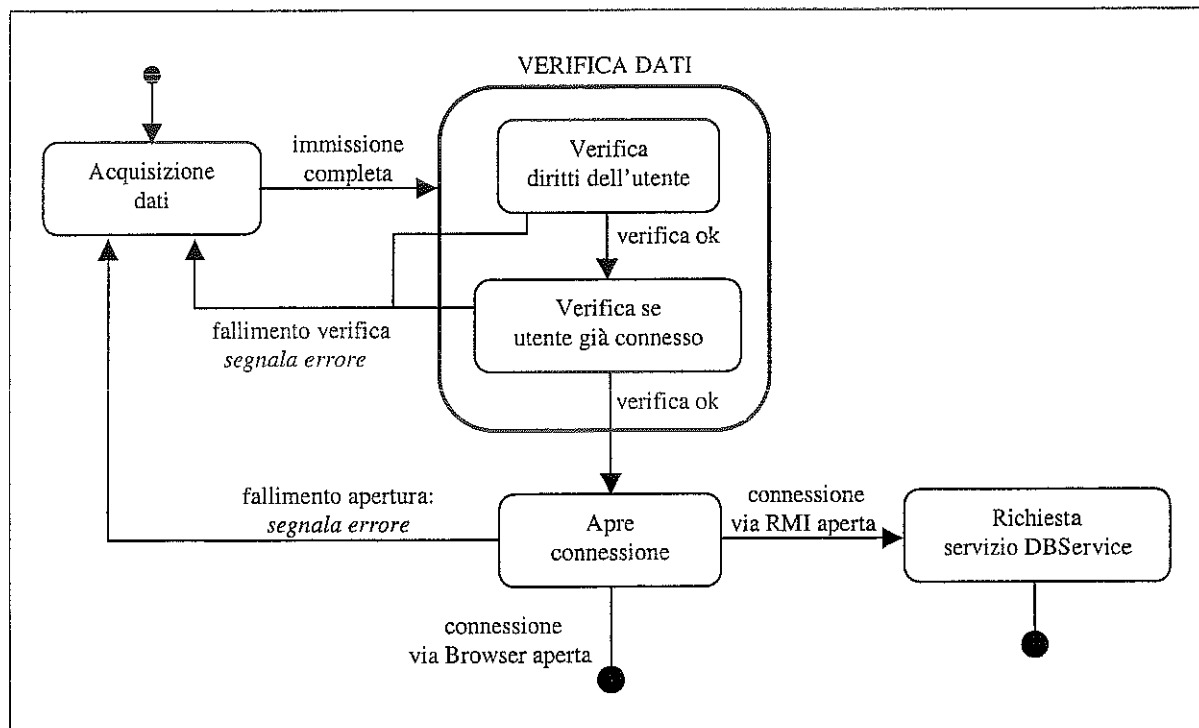 VERIFICA DATI
Acquisizione
dati
immissione
completa
Verifica
diritti dell'utente
verifica ok
Verifica se
utente già connesso
fallimento verifica
segnala errore
verifica ok
fallimento apertura:
segnala errore
Apre
connessione
connessione
via RMI aperta
Richiesta
servizio DBService
connessione
via Browser aperta